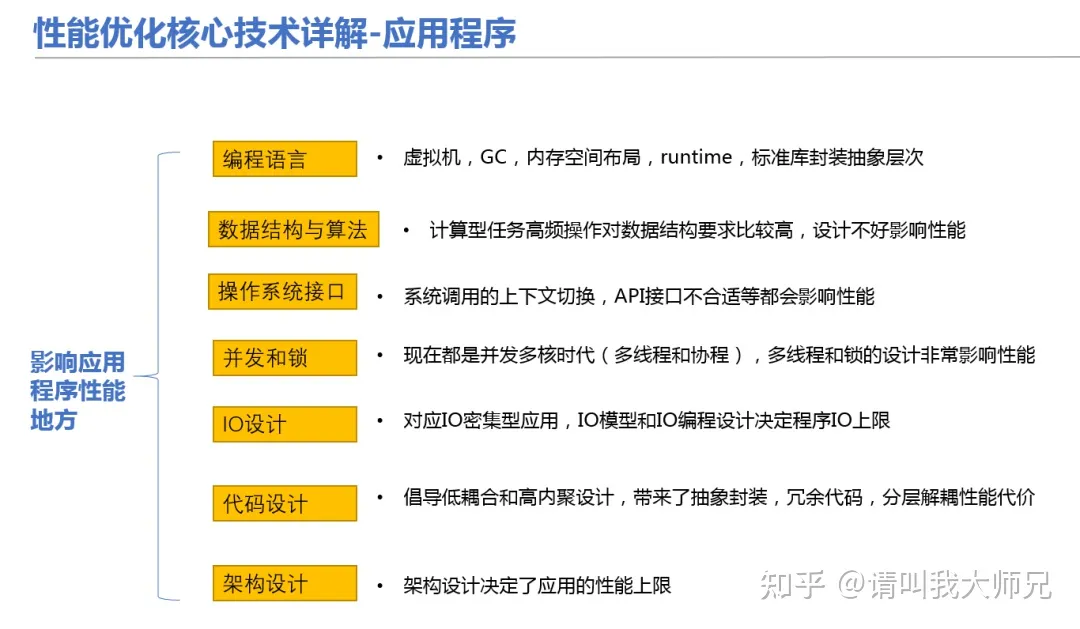 性能优化核心技术详解-应用程序
影响应用
程序性能
地方
编程语言
• 虚拟机，GC，内存空间布局，runtime，标准库封装抽象层次
数据结构与算法
• 计算型任务高频操作对数据结构要求比较高，设计不好影响性能
操作系统接口
• 系统调用的上下文切换，API接口不合适等都会影响性能
并发和锁
• 现在都是并发多核时代（多线程和协程），多线程和锁的设计非常影响性能
IO设计
• 对应IO密集型应用，IO模型和IO编程设计决定程序IO上限
代码设计
• 倡导低耦合和高内聚设计，带来了抽象封装，冗余代码，分层解耦性能代价
架构设计
• 架构设计决定了应用的性能上限
知乎 @请叫我大师兄